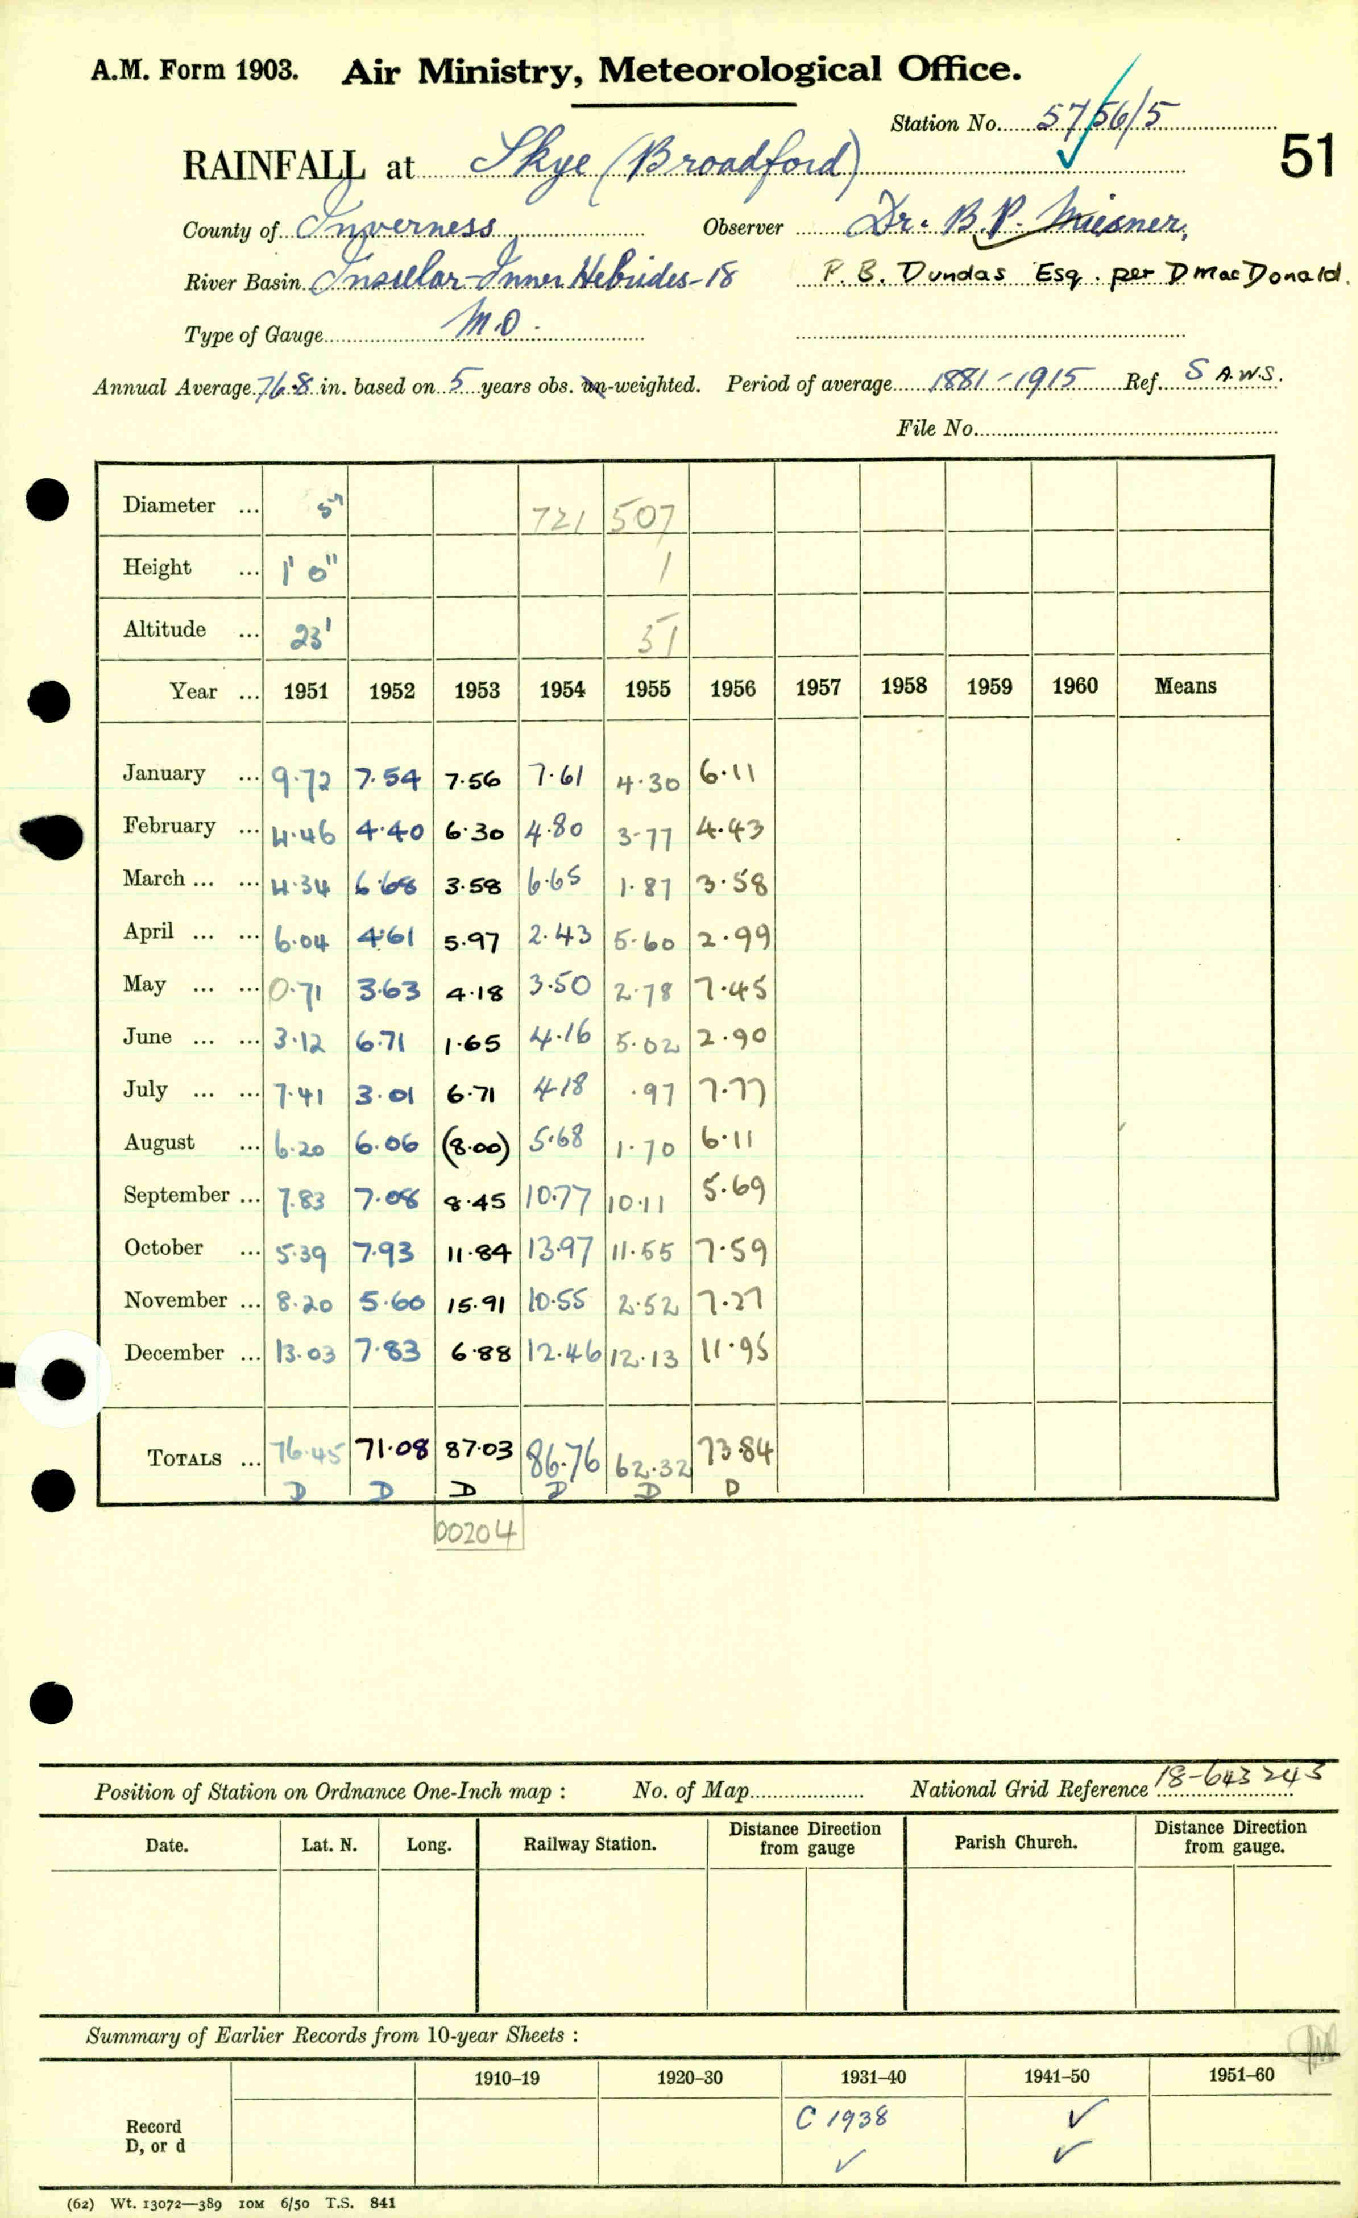 A.M. Form 1903. Air Ministry, Meteorological Office.
Station No. 57/56/5
51
RAINFALL at Skye (Broadford)
County of Inverness Observer Dr. B. P. Miesner,
River Basin Insular-Inner Hebrides-18 P. B. Dundas Esq. per D MacDonald.
Type of Gauge M.O.
Annual Average 76.8 in. based on 5 years obs. un-weighted. Period of average 1881-1915 Ref. S A.W.S.
File No.
Diameter ... 5" 721 507
Height ... 1' 0" 1
Altitude ... 23' 51
Year ... 1951 1952 1953 1954 1955 1956 1957 1958 1959 1960 Means
January ... 9.72 7.54 7.56 7.61 4.30 6.11
February ... 4.46 4.40 6.30 4.80 3.77 4.43
March ... ... 4.34 6.68 3.58 6.65 1.87 3.58
April ... ... 6.04 4.61 5.97 2.43 5.60 2.99
May ... ... 0.71 3.63 4.18 3.50 2.78 7.45
June ... ... 3.12 6.71 1.65 4.16 5.02 2.90
July ... ... 7.41 3.01 6.71 4.18 .97 7.77
August ... 6.20 6.06 (8.00) 5.68 1.70 6.11
September ... 7.83 7.08 8.45 10.77 10.11 5.69
October ... 5.39 7.93 11.84 13.97 11.55 7.59
November ... 8.20 5.60 15.91 10.55 2.52 7.27
December ... 13.03 7.83 6.88 12.46 12.13 11.95
TOTALS ... 76.45 71.08 87.03 86.76 62.32 73.84
D D D D D D
00204
Position of Station on Ordnance One-Inch map : No. of Map National Grid Reference 18-643243
Date. Lat. N. Long. Railway Station. Distance from Direction gauge Parish Church. Distance from Direction gauge.
Summary of Earlier Records from 10-year Sheets :
1910–19 1920–30 1931–40 1941–50 1951–60
Record C 1938 ✓
D, or d ✓ ✓
(62) Wt. 13072—389 10M 6/50 T.S. 841